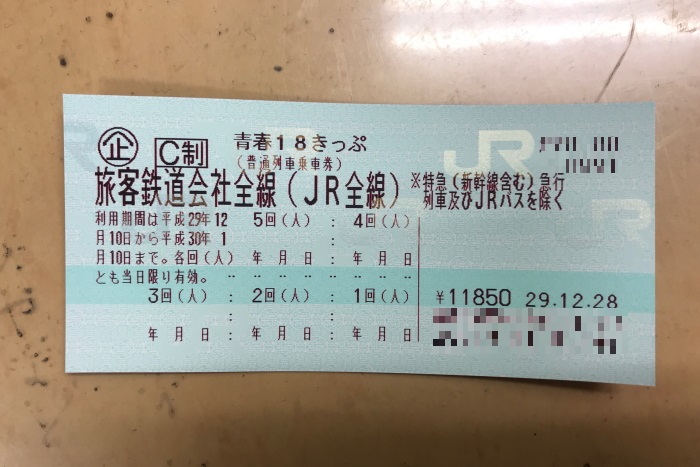 企 C制 青春18きっぷ
(普通列車乗車券)
JR
旅客鉄道会社全線(JR全線)
※特急(新幹線含む)急行
列車及びJRバスを除く
利用期間は平成29年12
月10日から平成30年 1
月10日まで。各回(人)
とも当日限り有効。
5回(人) : 4回(人)
:
年 月 日 : 年 月 日
3回(人) : 2回(人) : 1回(人)
: :
年 月 日 : 年 月 日 : 年 月 日
¥11850 29.12.28